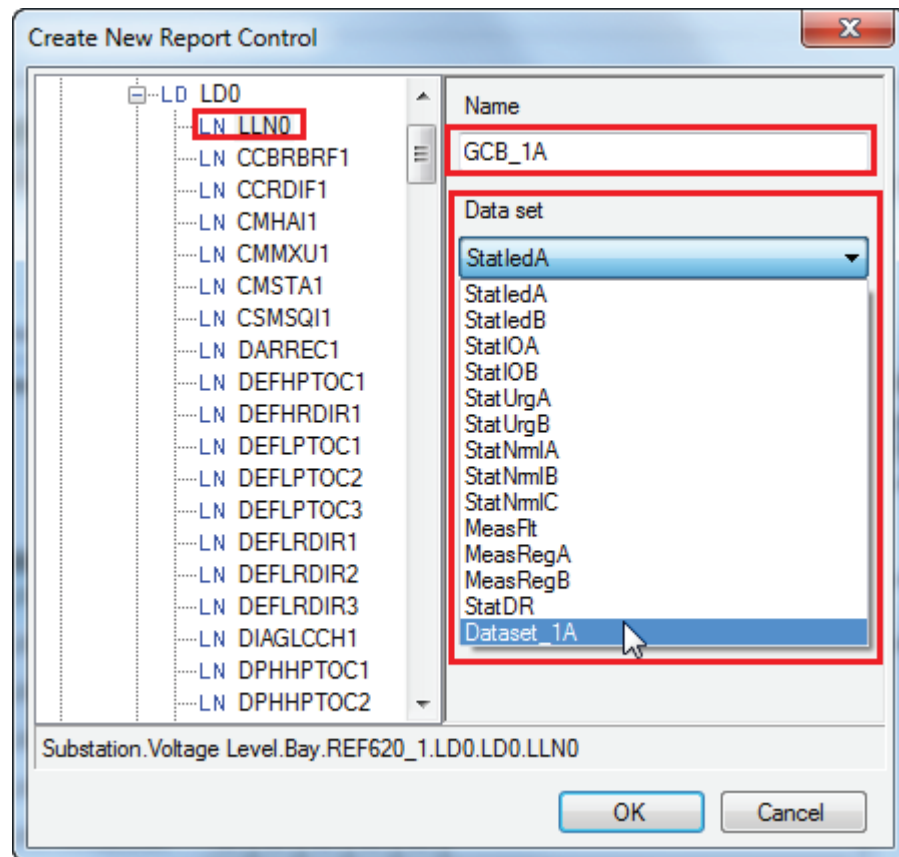 Create New Report Control
LD LD0
LN LLN0
LN CCBRBRF1
LN CCRDIF1
LN CMHAI1
LN CMMXU1
LN CMSTA1
LN CSMSQI1
LN DARREC1
LN DEFHPTOC1
LN DEFHRDIR1
LN DEFLPTOC1
LN DEFLPTOC2
LN DEFLPTOC3
LN DEFLRDIR1
LN DEFLRDIR2
LN DEFLRDIR3
LN DIAGLCCH1
LN DPHHPTOC1
LN DPHHPTOC2
Name
GCB_1A
Data set
StatledA
StatledA
StatledB
StatIOA
StatIOB
StatUrgA
StatUrgB
StatNrmlA
StatNrmlB
StatNrmlC
MeasFlt
MeasRegA
MeasRegB
StatDR
Dataset_1A
Substation.Voltage Level.Bay.REF620_1.LD0.LD0.LLN0
OK
Cancel